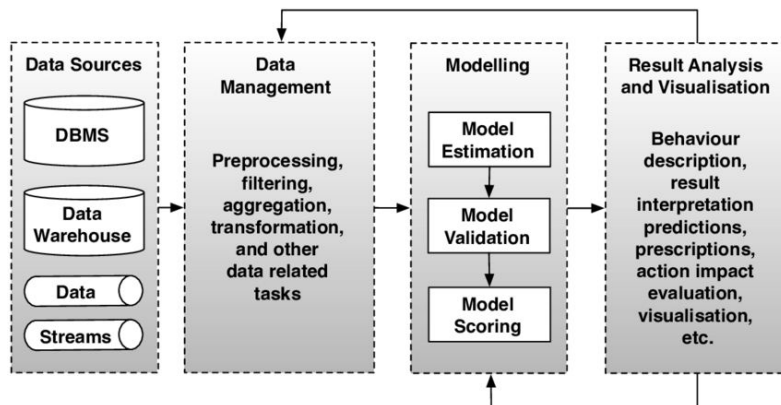 Data Sources
DBMS
Data
Warehouse
Data
Streams
Data
Management
Preprocessing,
filtering,
aggregation,
transformation,
and other
data related
tasks
Modelling
Model
Estimation
Model
Validation
Model
Scoring
Result Analysis
and Visualisation
Behaviour
description,
result
interpretation
predictions,
prescriptions,
action impact
evaluation,
visualisation,
etc.